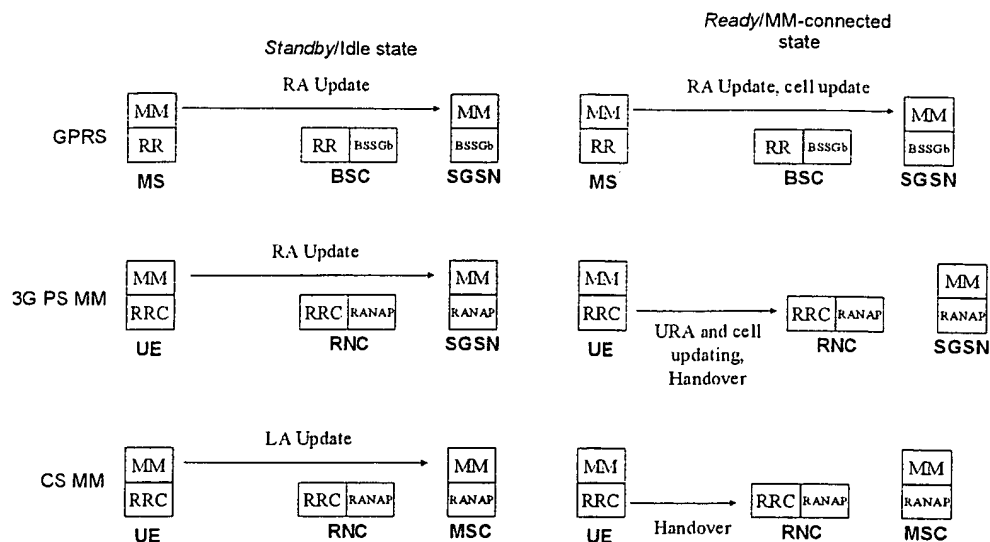 Standby/Idle state
Ready/MM-connected
state
GPRS
RA Update
MM
RR
MS
RR BSSGb
BSC
MM
BSSGb
SGSN
RA Update, cell update
MM
RR
MS
RR BSSGb
BSC
MM
BSSGb
SGSN
3G PS MM
RA Update
MM
RRC
UE
RRC RANAP
RNC
MM
RANAP
SGSN
MM
RRC
UE
URA and cell
updating,
Handover
RRC RANAP
RNC
MM
RANAP
SGSN
CS MM
LA Update
MM
RRC
UE
RRC RANAP
RNC
MM
RANAP
MSC
MM
RRC
UE
Handover
RRC RANAP
RNC
MM
RANAP
MSC